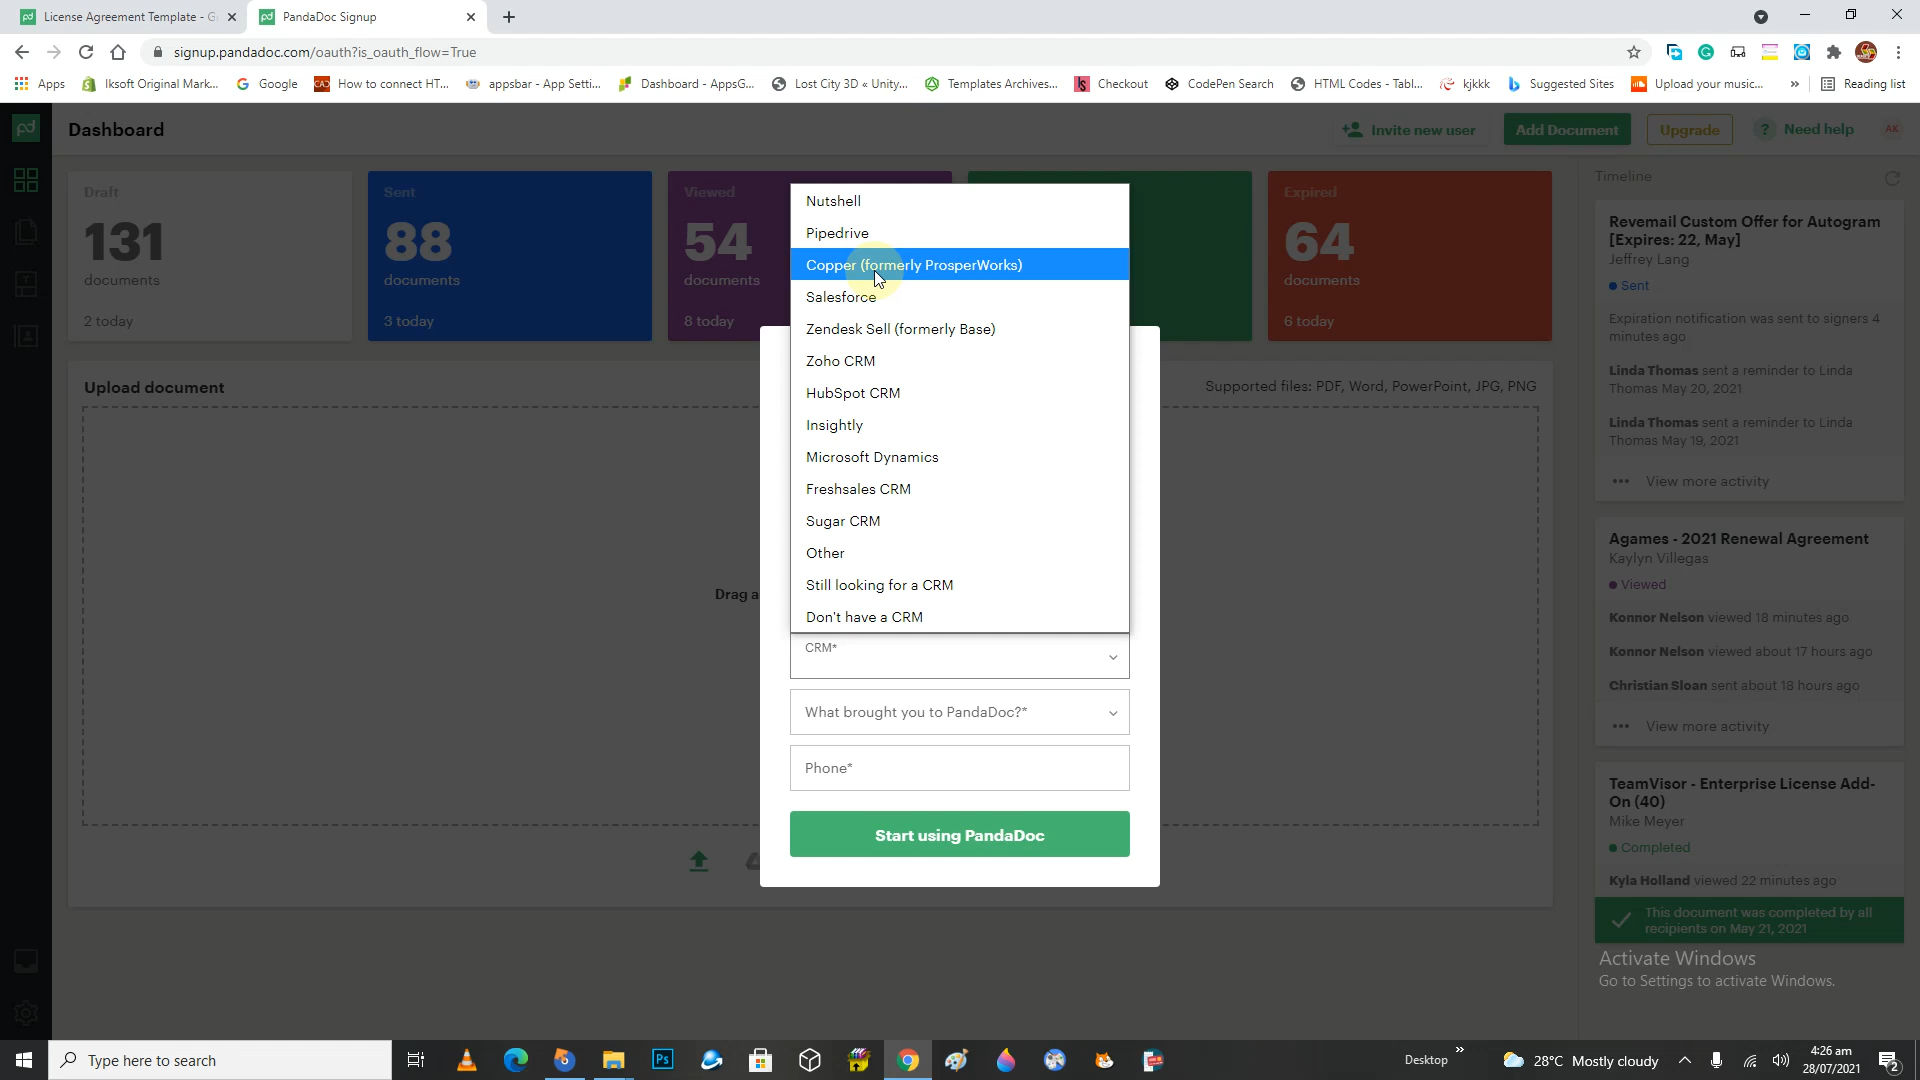 License Agreement Template - G
PandaDoc Signup
signup.pandadoc.com/oauth?is_oauth_flow=True
Apps
Iksoft Original Mark...
Google
How to connect HT...
appsbar - App Setti...
Dashboard - AppsG...
Lost City 3D « Unity...
Templates Archives...
Checkout
CodePen Search
HTML Codes - Tabl...
kjkkk
Suggested Sites
Upload your music...
Reading list
Dashboard
Invite new user
Add Document
Upgrade
Need help
AK
Draft
131
documents
2 today
Sent
88
documents
3 today
Viewed
54
documents
8 today
Expired
64
documents
6 today
Upload document
Supported files: PDF, Word, PowerPoint, JPG, PNG
Drag a
Nutshell
Pipedrive
Copper (formerly ProsperWorks)
Salesforce
Zendesk Sell (formerly Base)
Zoho CRM
HubSpot CRM
Insightly
Microsoft Dynamics
Freshsales CRM
Sugar CRM
Other
Still looking for a CRM
Don't have a CRM
CRM*
What brought you to PandaDoc?*
Phone*
Start using PandaDoc
Timeline
Revemail Custom Offer for Autogram
[Expires: 22, May]
Jeffrey Lang
Sent
Expiration notification was sent to signers 4
minutes ago
Linda Thomas sent a reminder to Linda
Thomas May 20, 2021
Linda Thomas sent a reminder to Linda
Thomas May 19, 2021
View more activity
Agames - 2021 Renewal Agreement
Kaylyn Villegas
Viewed
Konnor Nelson viewed 18 minutes ago
Konnor Nelson viewed about 17 hours ago
Christian Sloan sent about 18 hours ago
View more activity
TeamVisor - Enterprise License Add-
On (40)
Mike Meyer
Completed
Kyla Holland viewed 22 minutes ago
This document was completed by all
recipients on May 21, 2021
Activate Windows
Go to Settings to activate Windows.
Type here to search
Desktop
28°C Mostly cloudy
4:26 am
28/07/2021
2